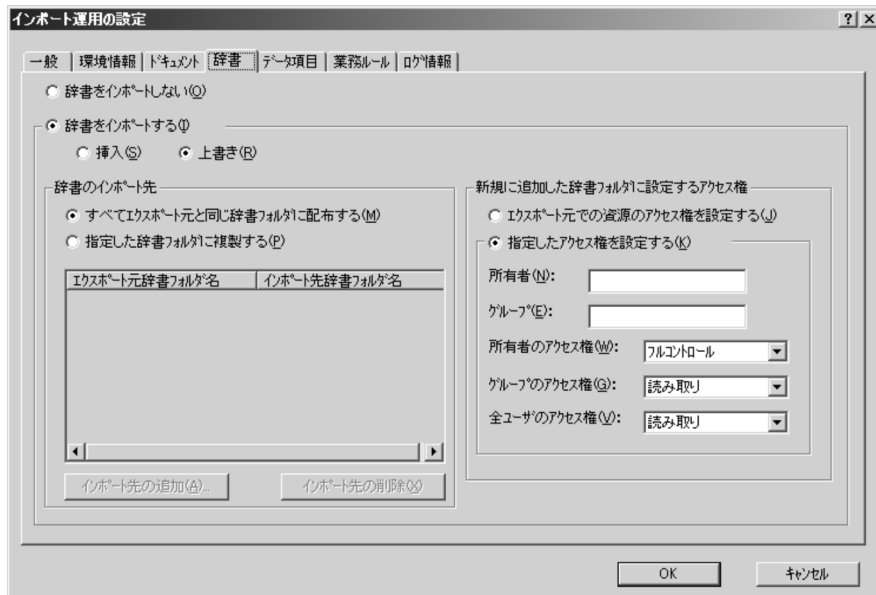 インポート運用の設定
一般 環境情報 ﾄﾞｷｭﾒﾝﾄ 辞書 ﾃﾞｰﾀ項目 業務ﾙｰﾙ ﾛｸﾞ情報
辞書をｲﾝﾎﾟｰﾄしない(O)
辞書をｲﾝﾎﾟｰﾄする(I)
挿入(S) 上書き(R)
辞書のｲﾝﾎﾟｰﾄ先
すべてｴｸｽﾎﾟｰﾄ元と同じ辞書ﾌｫﾙﾀﾞに配布する(M)
指定した辞書ﾌｫﾙﾀﾞに複製する(P)
ｴｸｽﾎﾟｰﾄ元辞書ﾌｫﾙﾀﾞ名 ｲﾝﾎﾟｰﾄ先辞書ﾌｫﾙﾀﾞ名
ｲﾝﾎﾟｰﾄ先の追加(A)... ｲﾝﾎﾟｰﾄ先の削除(X)
新規に追加した辞書ﾌｫﾙﾀﾞに設定するｱｸｾｽ権
ｴｸｽﾎﾟｰﾄ元での資源のｱｸｾｽ権を設定する(J)
指定したｱｸｾｽ権を設定する(K)
所有者(N):
ｸﾞﾙｰﾌﾟ(E):
所有者のｱｸｾｽ権(W): ﾌﾙｺﾝﾄﾛｰﾙ
ｸﾞﾙｰﾌﾟのｱｸｾｽ権(G): 読み取り
全ﾕｰｻﾞのｱｸｾｽ権(V): 読み取り
OK ｷｬﾝｾﾙ